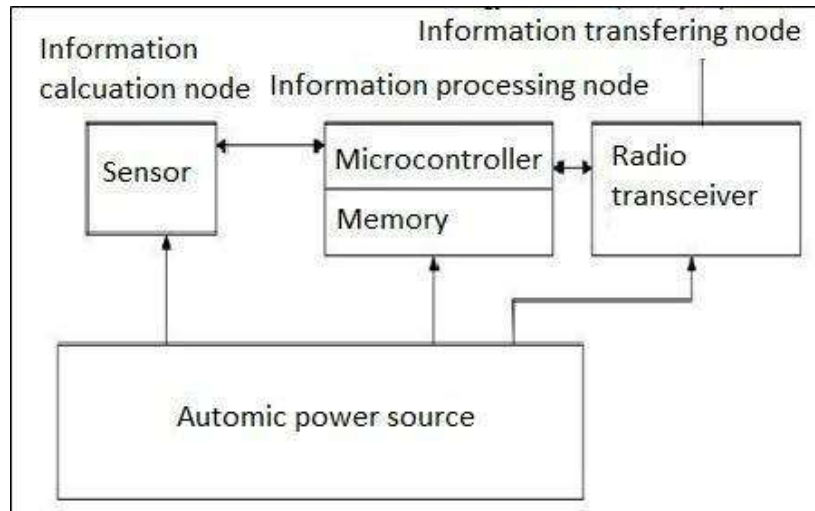 Information transfering node
Information
calcuation node
Information processing node
Sensor
Microcontroller
Memory
Radio
transceiver
Automic power source